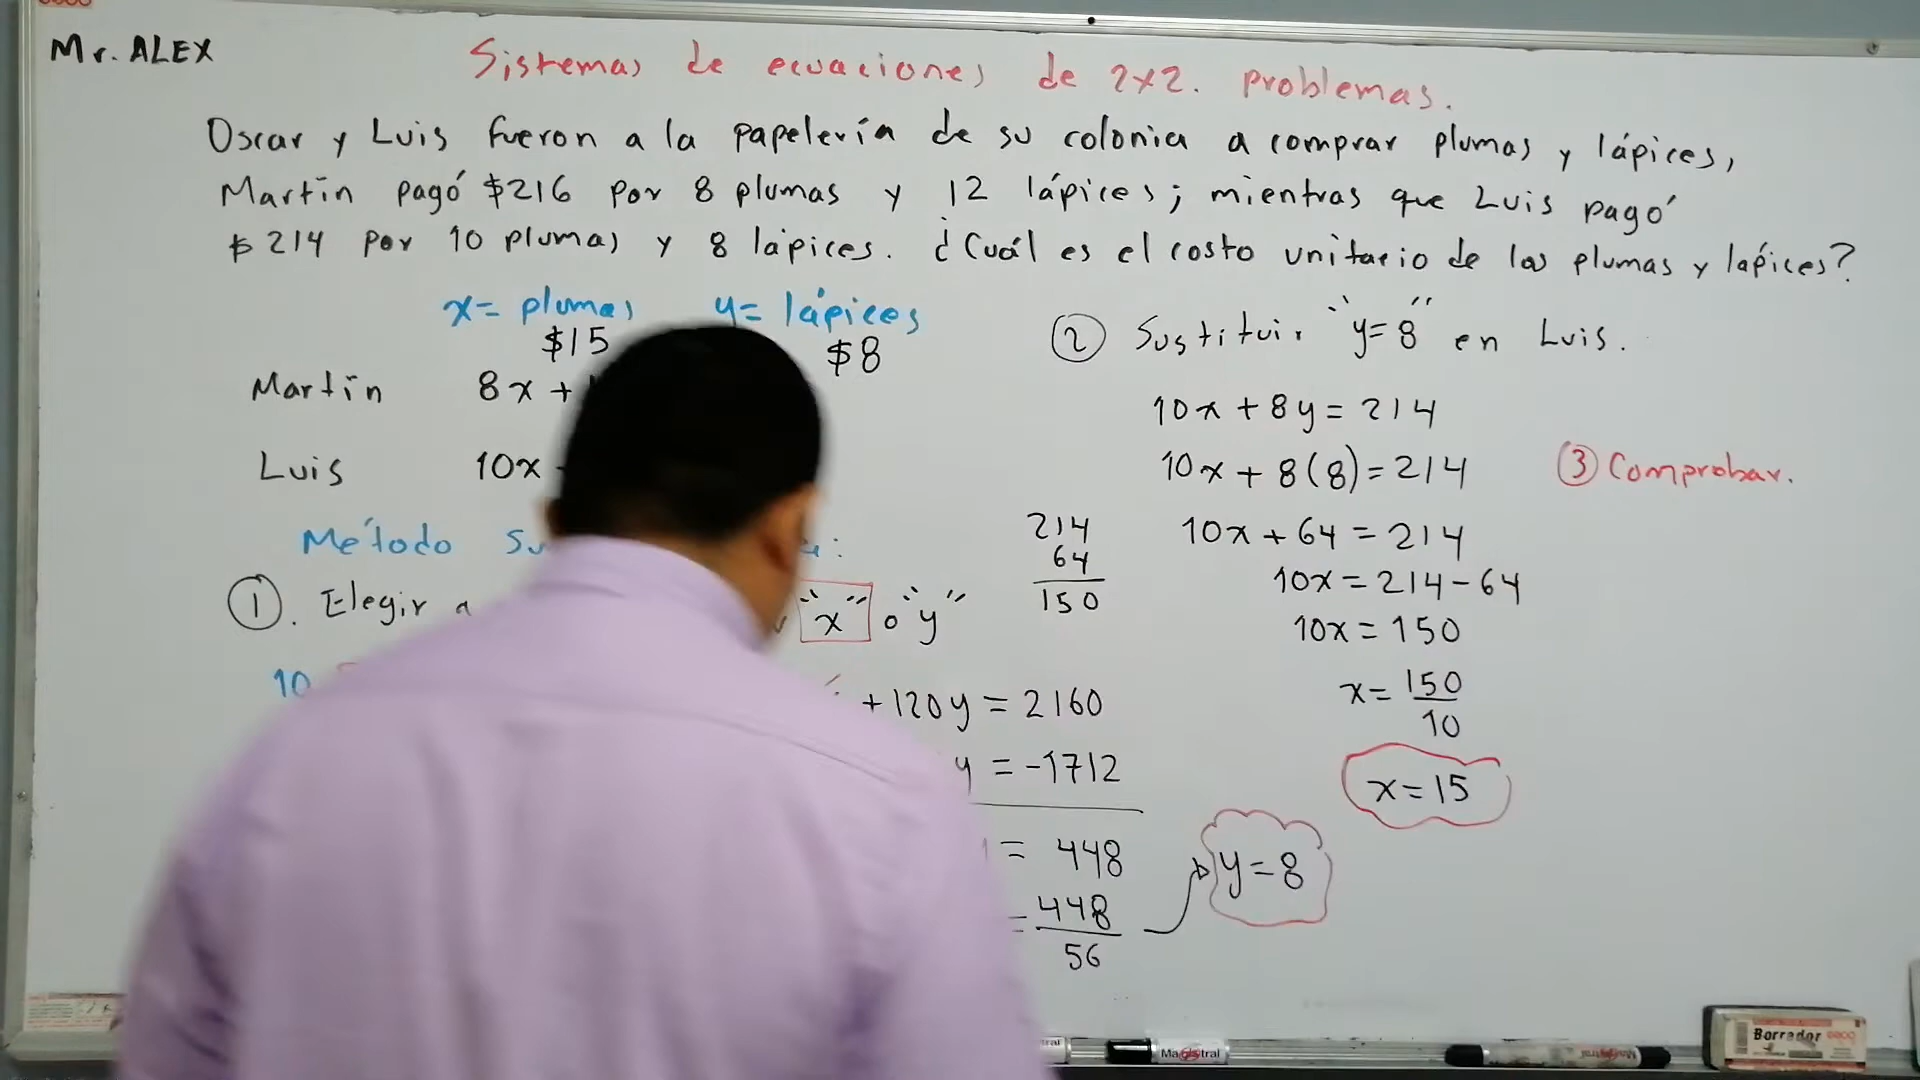 Mr. ALEX
Sistemas de ecuaciones de 2x2. problemas.
Oscar y Luis fueron a la papelería de su colonia a comprar plumas y lápices,
Martín pagó $216 por 8 plumas y 12 lápices; mientras que Luis pagó
$214 por 10 plumas y 8 lápices. ¿Cuál es el costo unitario de las plumas y lápices?
x= plumas y= lápices
$15 $8
Martín 8x +
Luis 10x
Método
①. Elegir "x" o "y"
10
+120y = 2160
y = -1712
= 448
= 448
56
y=8
② Sustituir "y=8" en Luis.
10x + 8y = 214
10x + 8(8) = 214
10x + 64 = 214
10x = 214-64
10x = 150
x = 150
10
x=15
214
64
150
③ Comprobar.
Magistral
Borrador